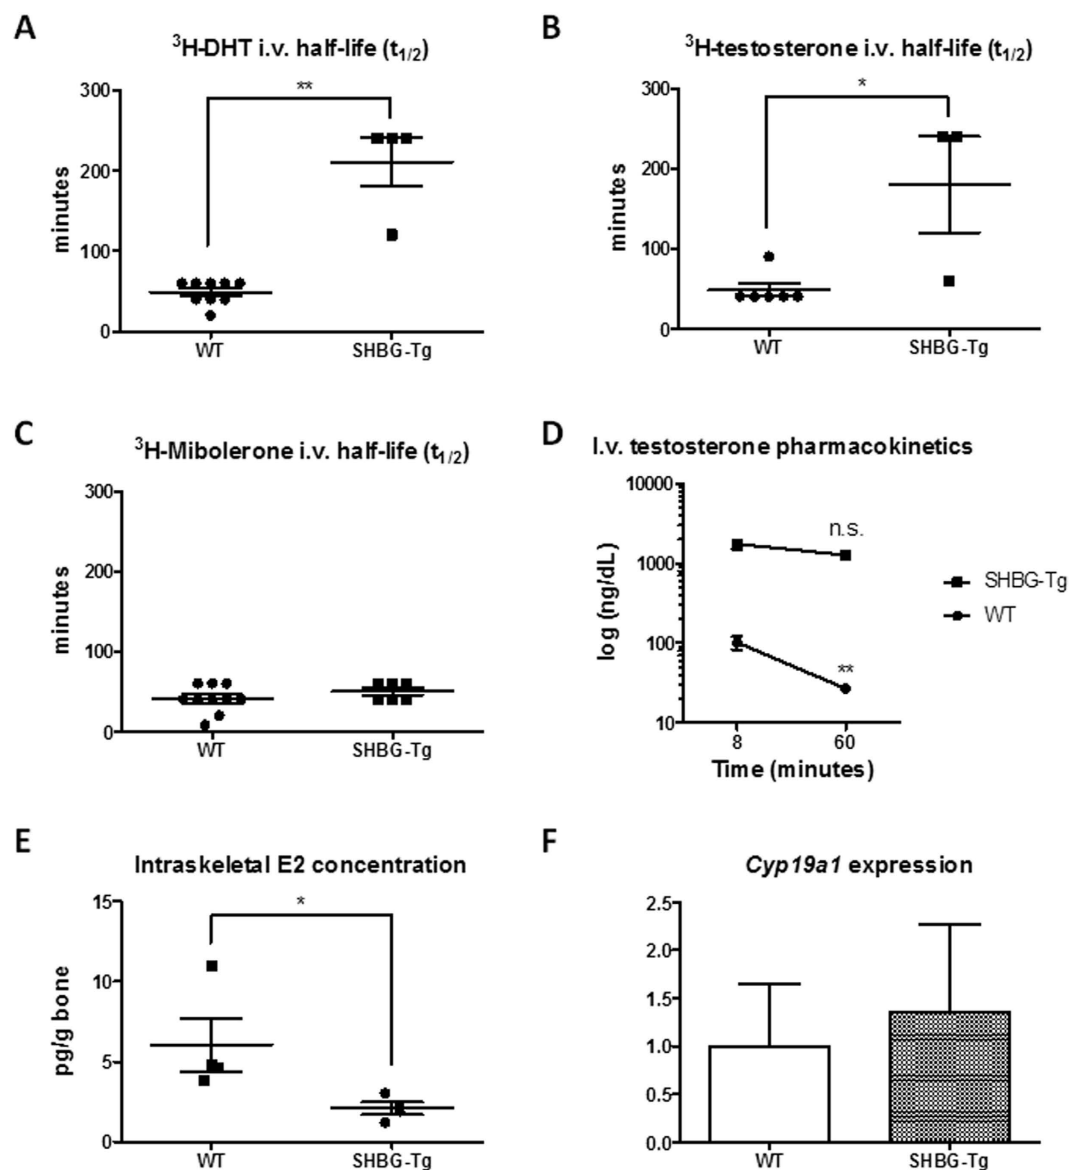 A
³H-DHT i.v. half-life (t1/2)
**
300
200
100
0
minutes
WT
SHBG-Tg
B
³H-testosterone i.v. half-life (t1/2)
*
300
200
100
0
minutes
WT
SHBG-Tg
C
³H-Mibolerone i.v. half-life (t1/2)
300
200
100
0
minutes
WT
SHBG-Tg
D
I.v. testosterone pharmacokinetics
10000
1000
100
10
log (ng/dL)
n.s.
**
8
60
Time (minutes)
SHBG-Tg
WT
E
Intraskeletal E2 concentration
*
15
10
5
0
pg/g bone
WT
SHBG-Tg
F
Cyp19a1 expression
2.5
2.0
1.5
1.0
0.5
0.0
WT
SHBG-Tg